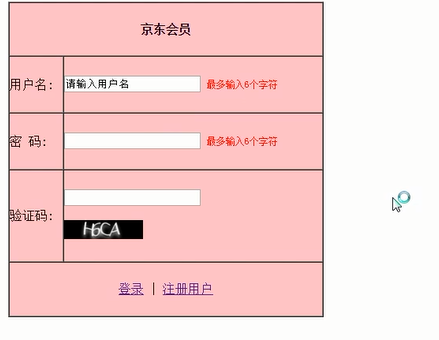 京东会员
用户名: 请输入用户名 最多输入6个字符
密 码: 最多输入6个字符
验证码:
H6CA
登录 | 注册用户